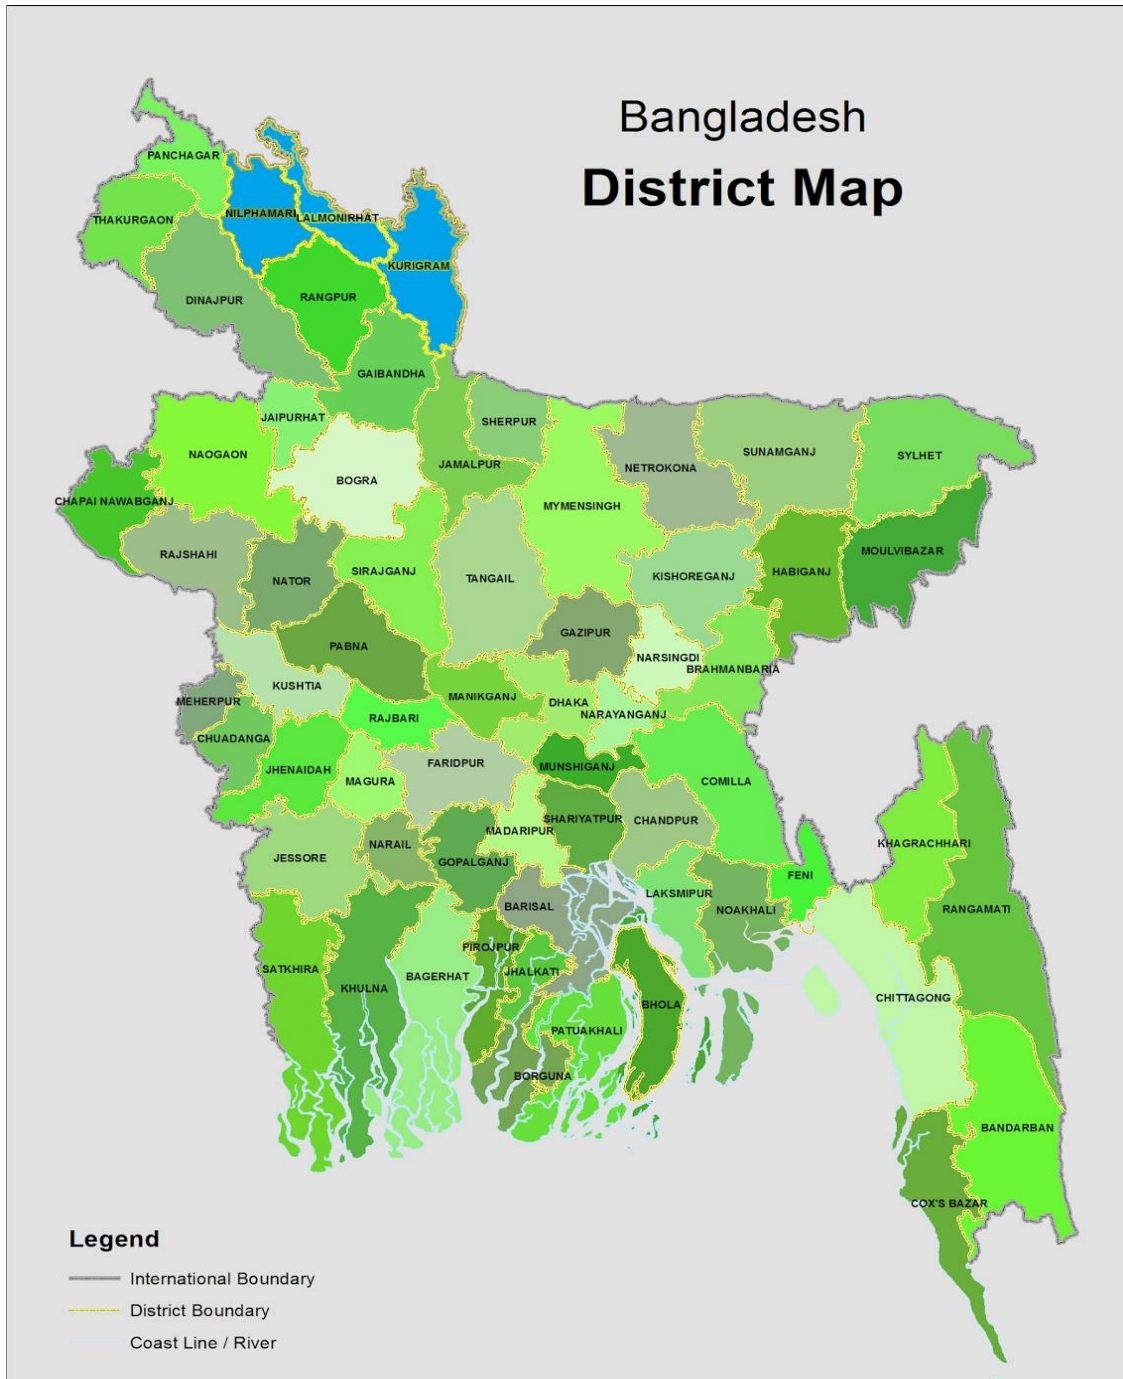 Bangladesh
District Map
PANCHAGAR
THAKURGAON
NILPHAMARI
LALMONIRHAT
KURIGRAM
DINAJPUR
RANGPUR
GAIBANDHA
JAIPURHAT
SHERPUR
NAOGAON
BOGRA
JAMALPUR
NETROKONA
SUNAMGANJ
SYLHET
CHAPAI NAWABGANJ
MYMENSINGH
RAJSHAHI
NATOR
SIRAJGANJ
TANGAIL
KISHOREGANJ
HABIGANJ
MOULVIBAZAR
PABNA
GAZIPUR
NARSINGDI
BRAHMANBARIA
KUSHTIA
MEHERPUR
MANIKGANJ
DHAKA
NARAYANGANJ
RAJBARI
CHUADANGA
JHENAIDAH
MAGURA
FARIDPUR
MUNSHIGANJ
COMILLA
MADARIPUR
SHARIYATPUR
CHANDPUR
KHAGRACHHARI
JESSORE
NARAIL
GOPALGANJ
FENI
LAKSMIPUR
BARISAL
NOAKHALI
RANGAMATI
PIROJPUR
SATKHIRA
KHULNA
BAGERHAT
JHALKATI
BHOLA
CHITTAGONG
PATUAKHALI
BORGUNA
BANDARBAN
COX'S BAZAR
Legend
International Boundary
District Boundary
Coast Line / River